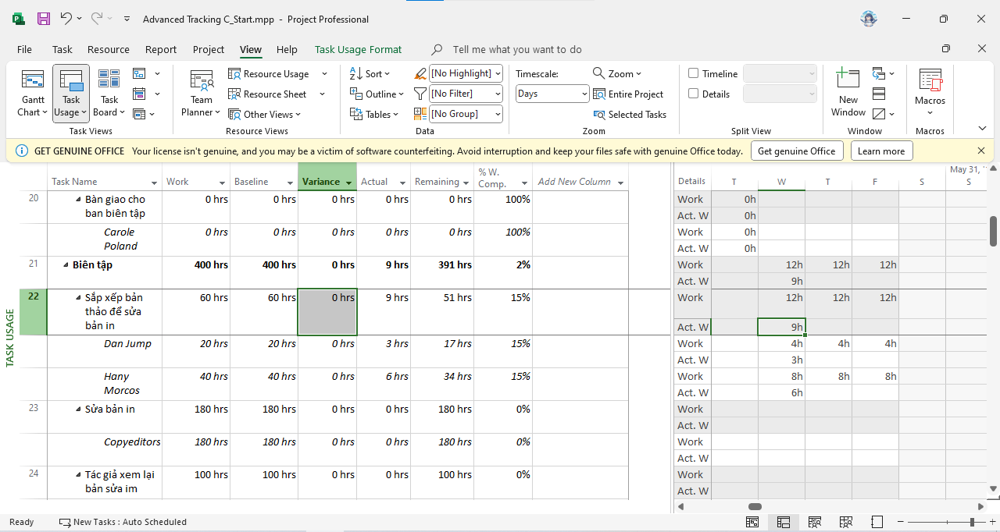 Advanced Tracking C_Start.mpp - Project Professional
File Task Resource Report Project View Help Task Usage Format Tell me what you want to do
Gantt Chart
Task Usage
Task Board
Task Views
Team Planner
Resource Usage
Resource Sheet
Other Views
Resource Views
Sort
Outline
Tables
[No Highlight]
[No Filter]
[No Group]
Data
Timescale:
Days
Zoom
Entire Project
Selected Tasks
Zoom
Timeline
Details
Split View
New Window
Window
Macros
Macros
GET GENUINE OFFICE Your license isn't genuine, and you may be a victim of software counterfeiting. Avoid interruption and keep your files safe with genuine Office today. Get genuine Office Learn more
TASK USAGE
Task Name Work Baseline Variance Actual Remaining % W. Comp. Add New Column
20 Bàn giao cho ban biên tập 0 hrs 0 hrs 0 hrs 0 hrs 0 hrs 100%
Carole Poland 0 hrs 0 hrs 0 hrs 0 hrs 0 hrs 100%
21 Biên tập 400 hrs 400 hrs 0 hrs 9 hrs 391 hrs 2%
22 Sắp xếp bản thảo để sửa bản in 60 hrs 60 hrs 0 hrs 9 hrs 51 hrs 15%
Dan Jump 20 hrs 20 hrs 0 hrs 3 hrs 17 hrs 15%
Hany Morcos 40 hrs 40 hrs 0 hrs 6 hrs 34 hrs 15%
23 Sửa bản in 180 hrs 180 hrs 0 hrs 0 hrs 180 hrs 0%
Copyeditors 180 hrs 180 hrs 0 hrs 0 hrs 180 hrs 0%
24 Tác giả xem lại bản sửa im 100 hrs 100 hrs 0 hrs 0 hrs 100 hrs 0%
May 31, '
Details T W T F S S
Work 0h
Act. W 0h
Work 0h
Act. W 0h
Work 12h 12h 12h
Act. W 9h
Work 12h 12h 12h
Act. W 9h
Work 4h 4h 4h
Act. W 3h
Work 8h 8h 8h
Act. W 6h
Work
Act. W
Work
Act. W
Work
Act. W
Ready New Tasks : Auto Scheduled